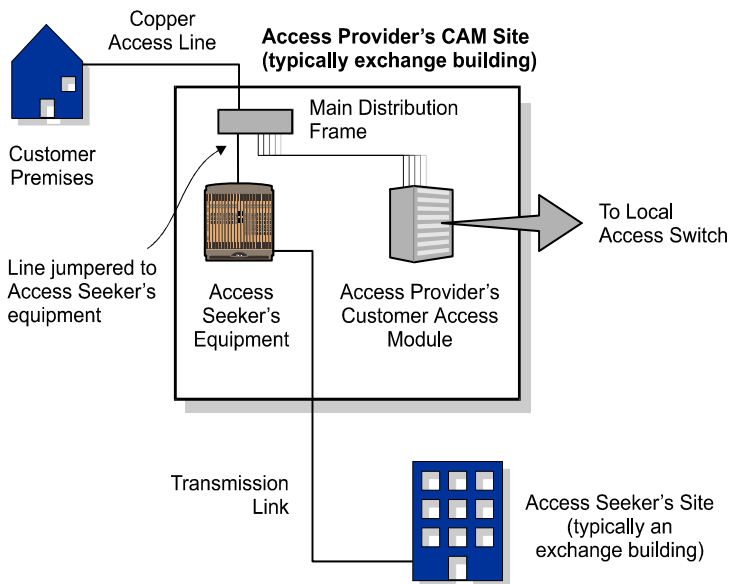 Copper
Access Line
Access Provider's CAM Site
(typically exchange building)
Main Distribution
Frame
Customer
Premises
To Local
Access Switch
Line jumpered to
Access Seeker's
equipment
Access
Seeker's
Equipment
Access Provider's
Customer Access
Module
Transmission
Link
Access Seeker's Site
(typically an
exchange building)